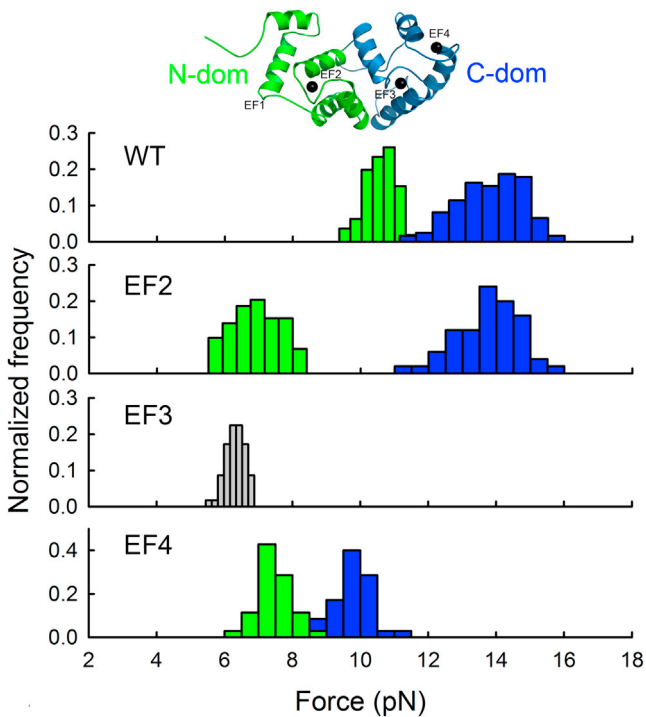 EF4
N-dom
EF2
C-dom
EF3
EF1
0.3
WT
0.2
0.1
0.0
0.3
EF2
0.2
0.1
0.0
Normalized frequency
0.3
EF3
0.2
0.1
0.0
EF4
0.4
0.2
0.0
2 4 6 8 10 12 14 16 18
Force (pN)